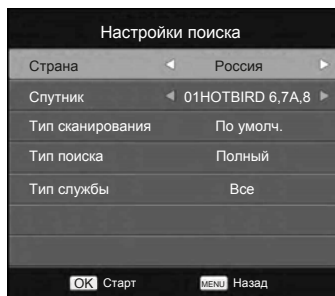 Настройки поиска
Страна Россия
Спутник 01HOTBIRD 6,7A,8
Тип сканирования По умолч.
Тип поиска Полный
Тип службы Все
OK Старт MENU Назад